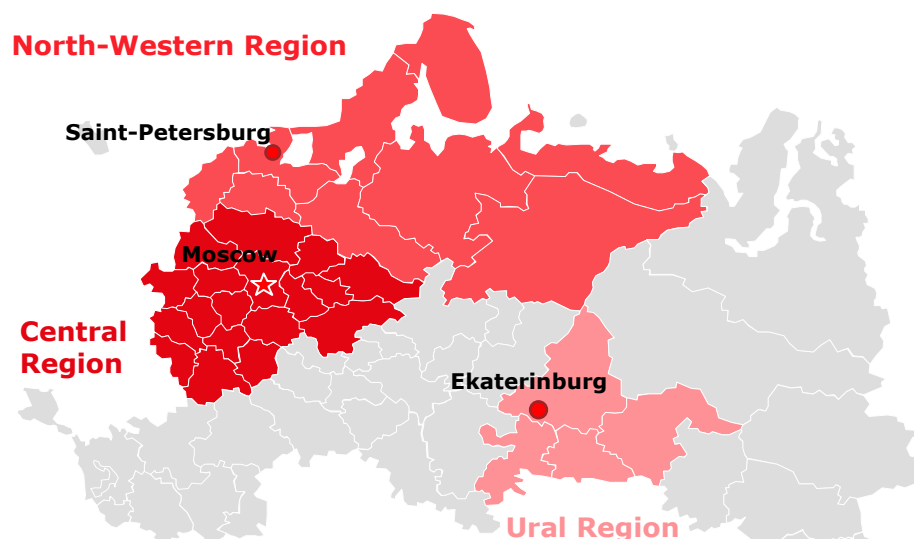 North-Western Region
Saint-Petersburg
Moscow
Central
Region
Ekaterinburg
Ural Region